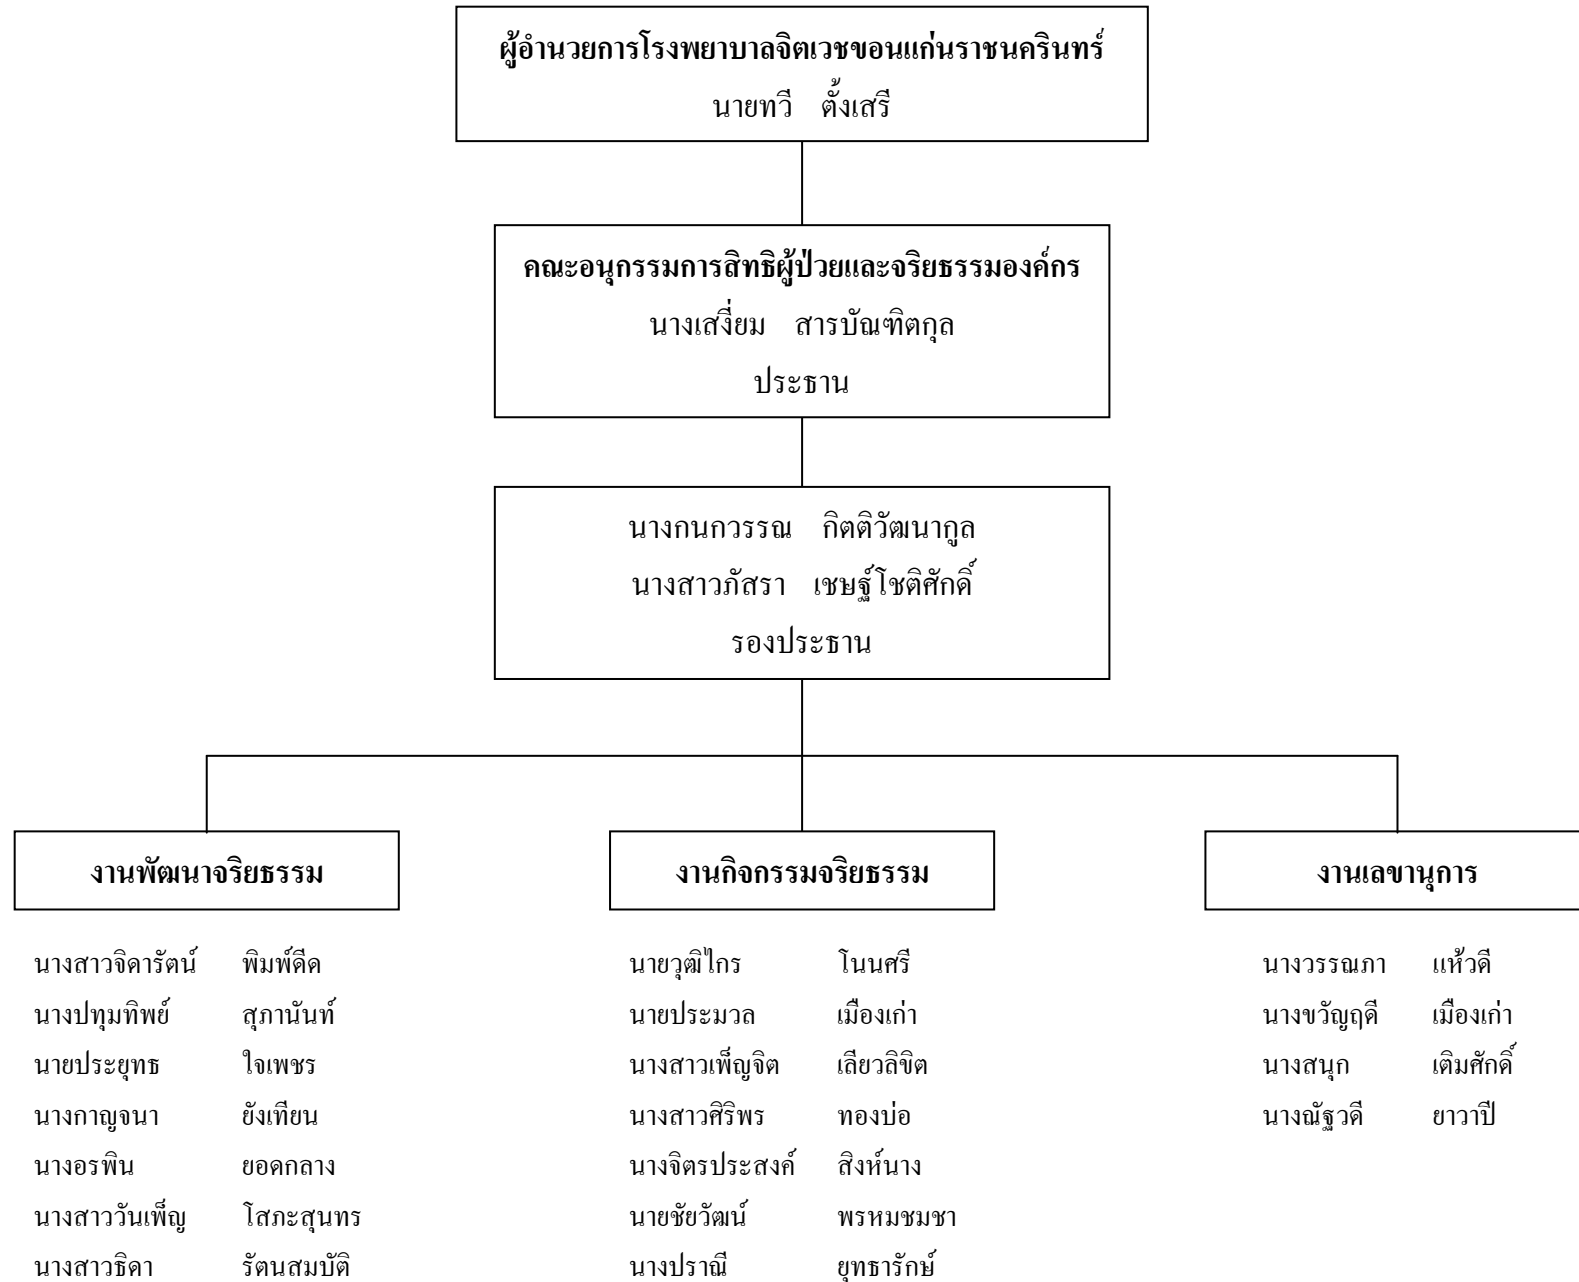 ผู้อำนวยการโรงพยาบาลจิตเวชขอนแก่นราชนครินทร์
นายทวี ตั้งเสรี
คณะอนุกรรมการสิทธิผู้ป่วยและจริยธรรมองค์กร
นางเสงี่ยม สารบัณฑิตกุล
ประธาน
นางกนกวรรณ กิตติวัฒนากูล
นางสาวภัสรา เชษฐ์โชติศักดิ์
รองประธาน
งานพัฒนาจริยธรรม
นางสาวจิดารัตน์ พิมพ์ดีด
นางปทุมทิพย์ สุภานันท์
นายประยุทธ ใจเพชร
นางกาญจนา ยังเทียน
นางอรพิน ยอดกลาง
นางสาววันเพ็ญ โสภะสุนทร
นางสาวธิดา รัตนสมบัติ
งานกิจกรรมจริยธรรม
นายวุฒิไกร โนนศรี
นายประมวล เมืองเก่า
นางสาวเพ็ญจิต เลียวลิขิต
นางสาวศิริพร ทองบ่อ
นางจิตรประสงค์ สิงห์นาง
นายชัยวัฒน์ พรหมชมชา
นางปราณี ยุทธารักษ์
งานเลขานุการ
นางวรรณภา แห้วดี
นางขวัญฤดี เมืองเก่า
นางสนุก เติมศักดิ์
นางณัฐวดี ยาวาปี